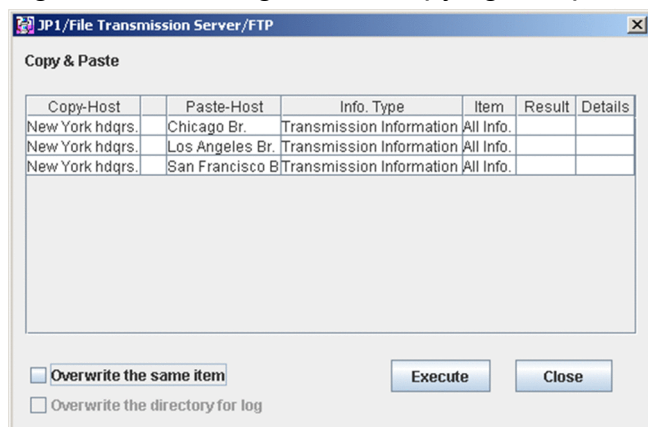 JP1/File Transmission Server/FTP
Copy & Paste
Copy-Host Paste-Host Info. Type Item Result Details
New York hdqrs. Chicago Br. Transmission Information All Info.
New York hdqrs. Los Angeles Br. Transmission Information All Info.
New York hdqrs. San Francisco B Transmission Information All Info.
Overwrite the same item Execute Close
Overwrite the directory for log